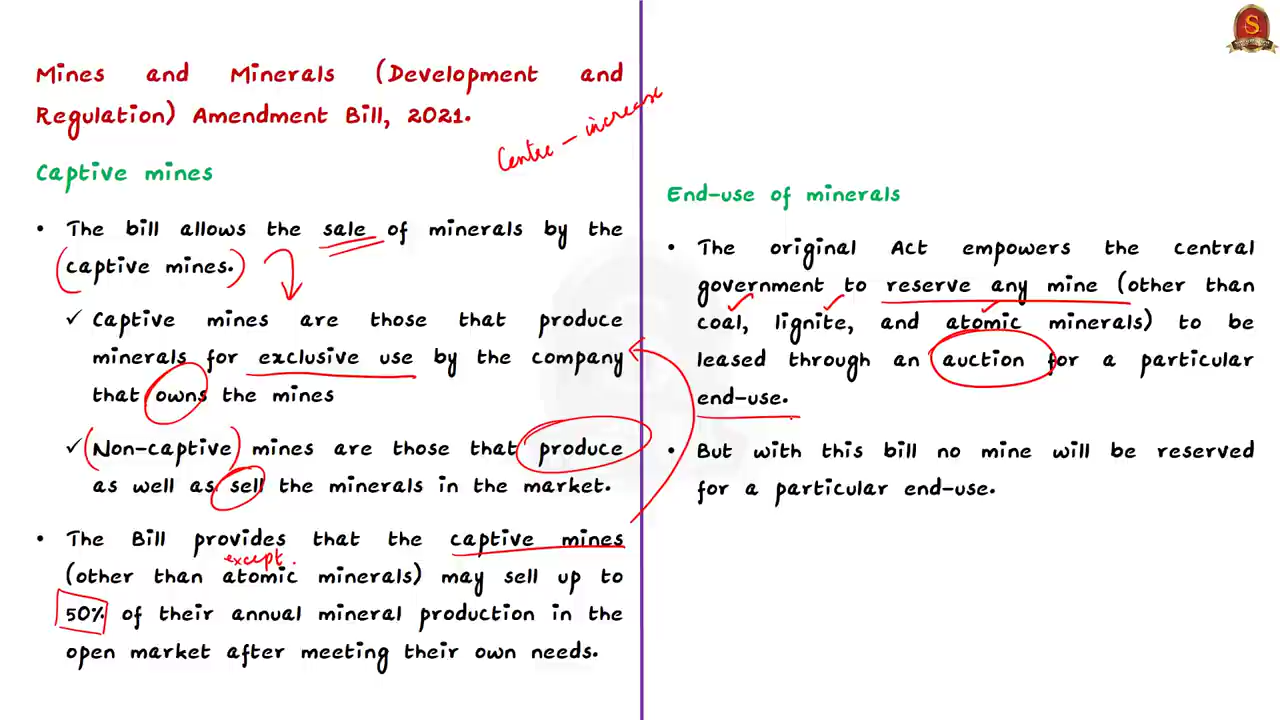 Mines and Minerals (Development and
Regulation) Amendment Bill, 2021.
Centre – increase
Captive mines
• The bill allows the sale of minerals by the
(captive mines.)
✓ Captive mines are those that produce
minerals for exclusive use by the company
that owns the mines
✓ (Non-captive) mines are those that produce
as well as sell the minerals in the market.
• The Bill provides that the captive mines
except.
(other than atomic minerals) may sell up to
50% of their annual mineral production in the
open market after meeting their own needs.
End-use of minerals
• The original Act empowers the central
government to reserve any mine (other than
coal, lignite, and atomic minerals) to be
leased through an auction for a particular
end-use.
• But with this bill no mine will be reserved
for a particular end-use.
S